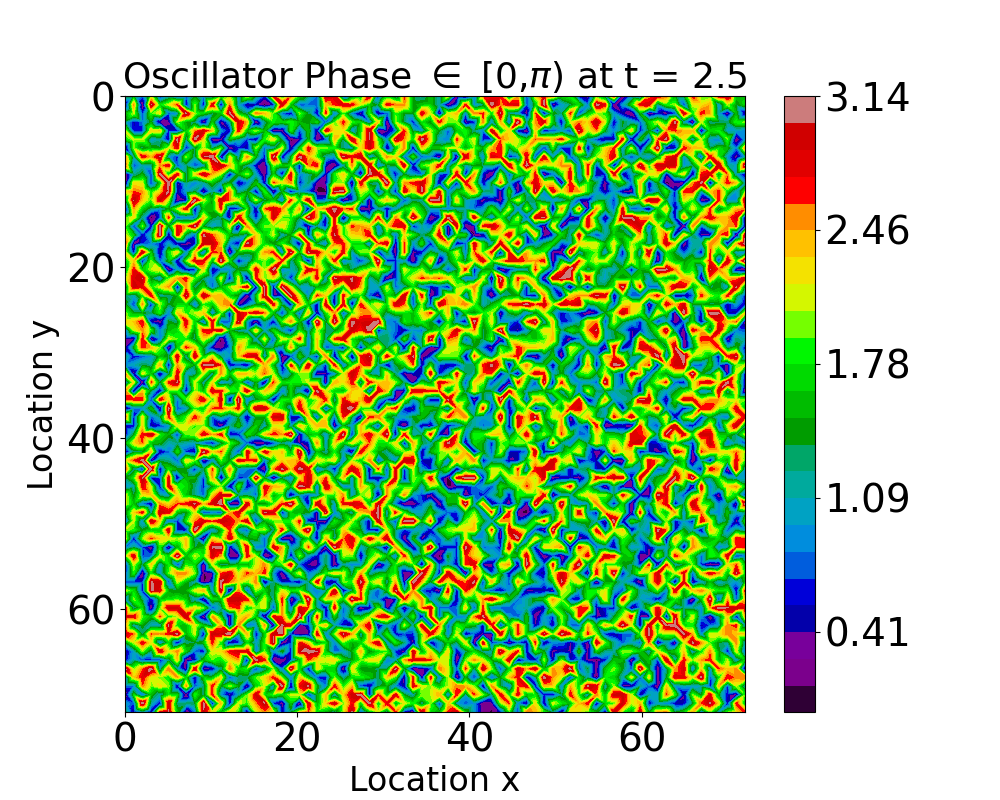 Oscillator Phase ∈ [0,π) at t = 2.5
0
20
40
60
Location y
0 20 40 60
Location x
3.14
2.46
1.78
1.09
0.41